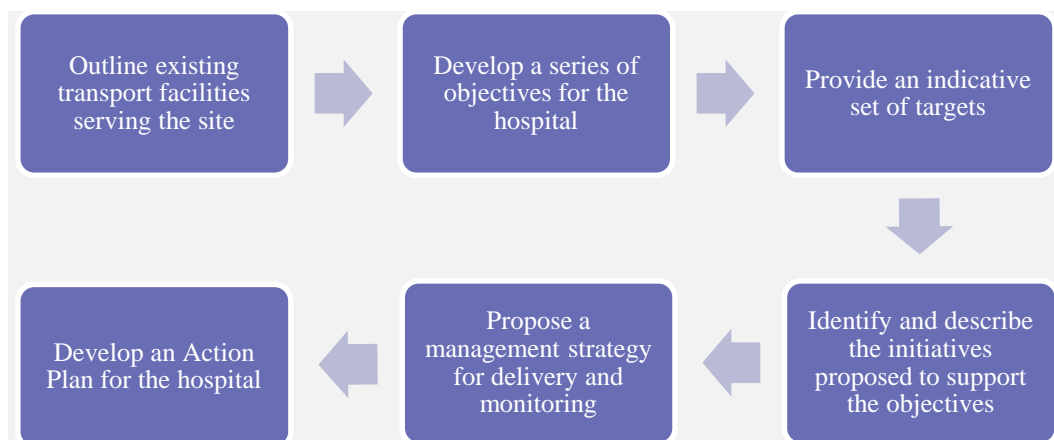 Outline existing
transport facilities
serving the site
Develop a series of
objectives for the
hospital
Provide an indicative
set of targets
Identify and describe
the initiatives
proposed to support
the objectives
Propose a
management strategy
for delivery and
monitoring
Develop an Action
Plan for the hospital